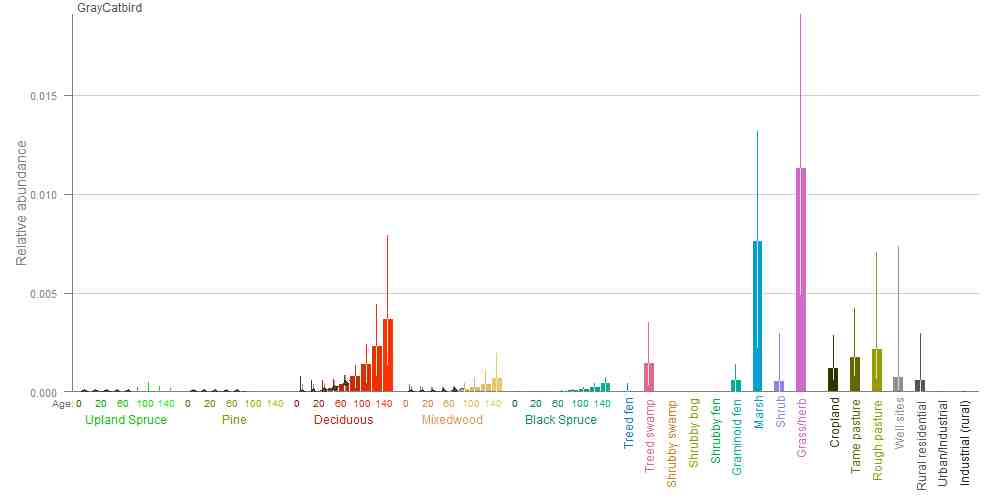 GrayCatbird
Relative abundance
0.015
0.010
0.005
0.000
Age: 0 20 60 100 140 0 20 60 100 140 0 20 60 100 140 0 20 60 100 140 0 20 60 100 140
Upland Spruce Pine Deciduous Mixedwood Black Spruce
Treed fen
Treed swamp
Shrubby swamp
Shrubby bog
Shrubby fen
Graminoid fen
Marsh
Shrub
Grass/herb
Cropland
Tame pasture
Rough pasture
Well sites
Rural residential
Urban/Industrial
Industrial (rural)